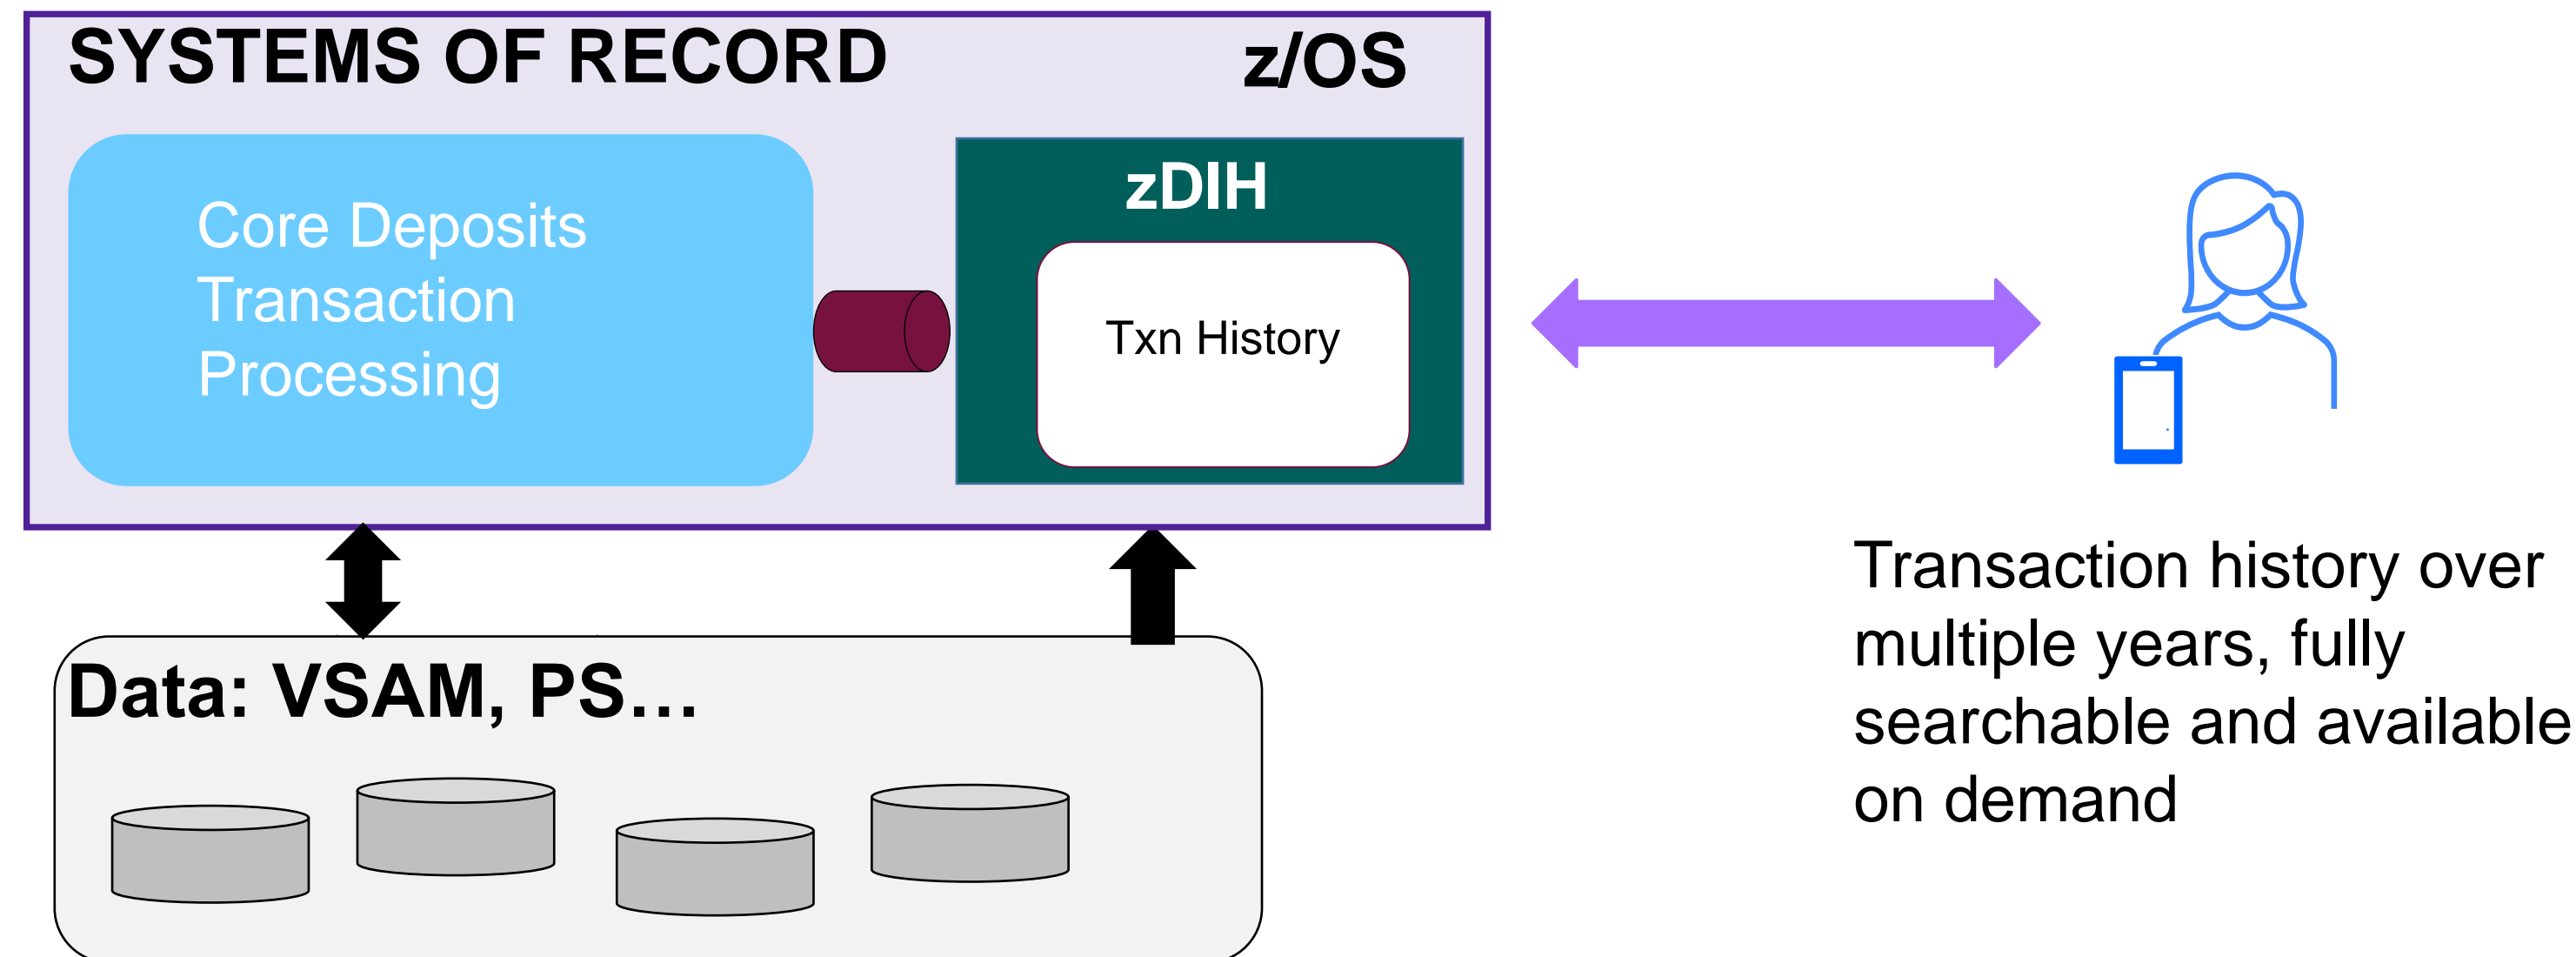 SYSTEMS OF RECORD
z/OS
Core Deposits
Transaction
Processing
zDIH
Txn History
Data: VSAM, PS…
Transaction history over
multiple years, fully
searchable and available
on demand